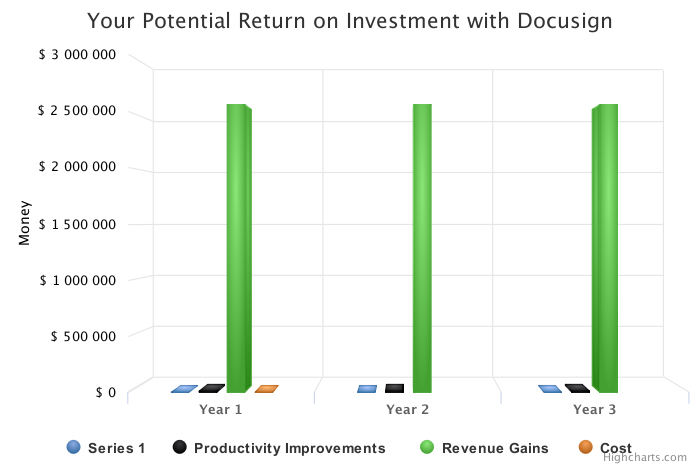 Your Potential Return on Investment with Docusign
$ 3 000 000
$ 2 500 000
$ 2 000 000
$ 1 500 000
$ 1 000 000
$ 500 000
$ 0
Money
Year 1
Year 2
Year 3
Series 1
Productivity Improvements
Revenue Gains
Cost
Highcharts.com